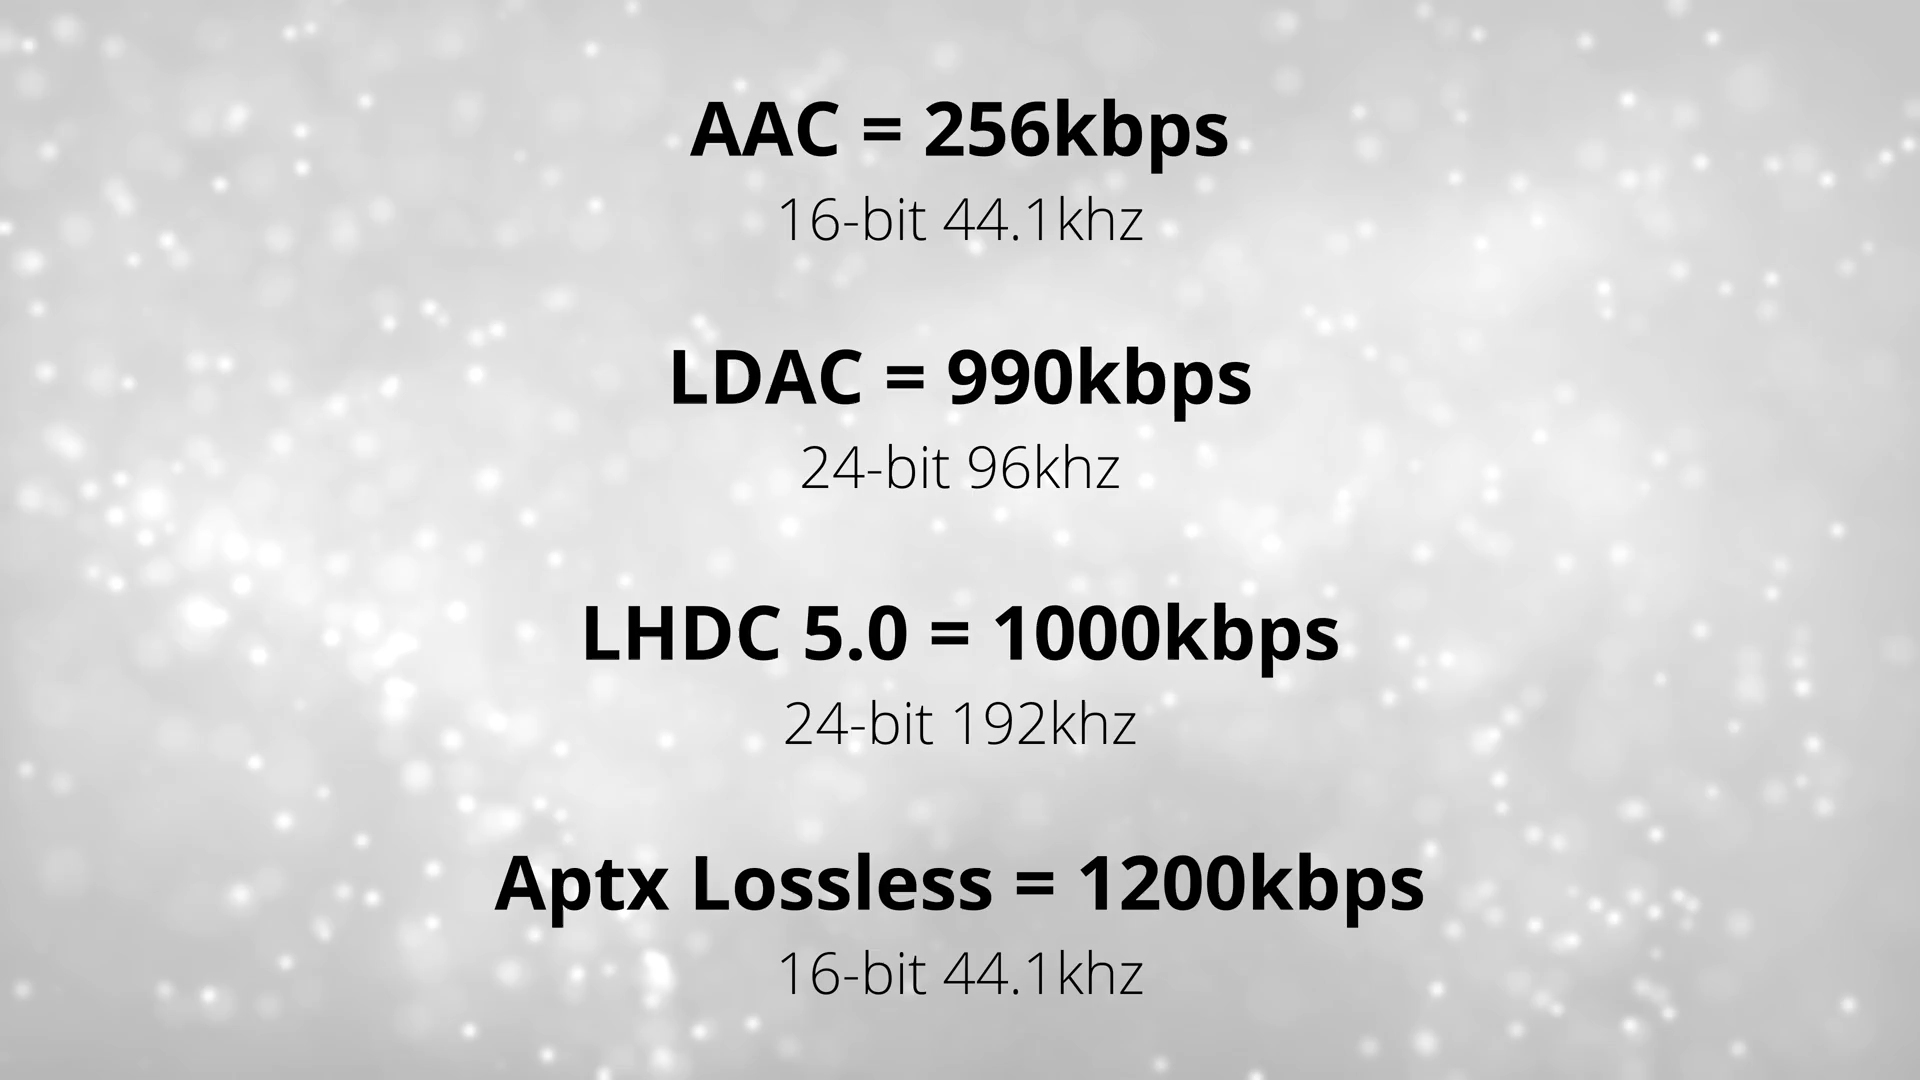 AAC = 256kbps
16-bit 44.1khz
LDAC = 990kbps
24-bit 96khz
LHDC 5.0 = 1000kbps
24-bit 192khz
Aptx Lossless = 1200kbps
16-bit 44.1khz